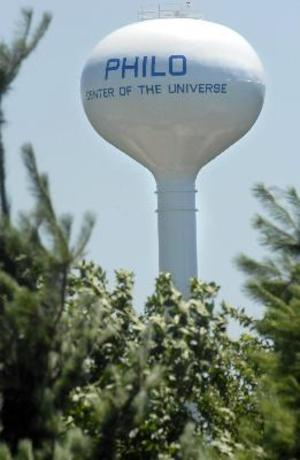 PHILO
CENTER OF THE UNIVERSE